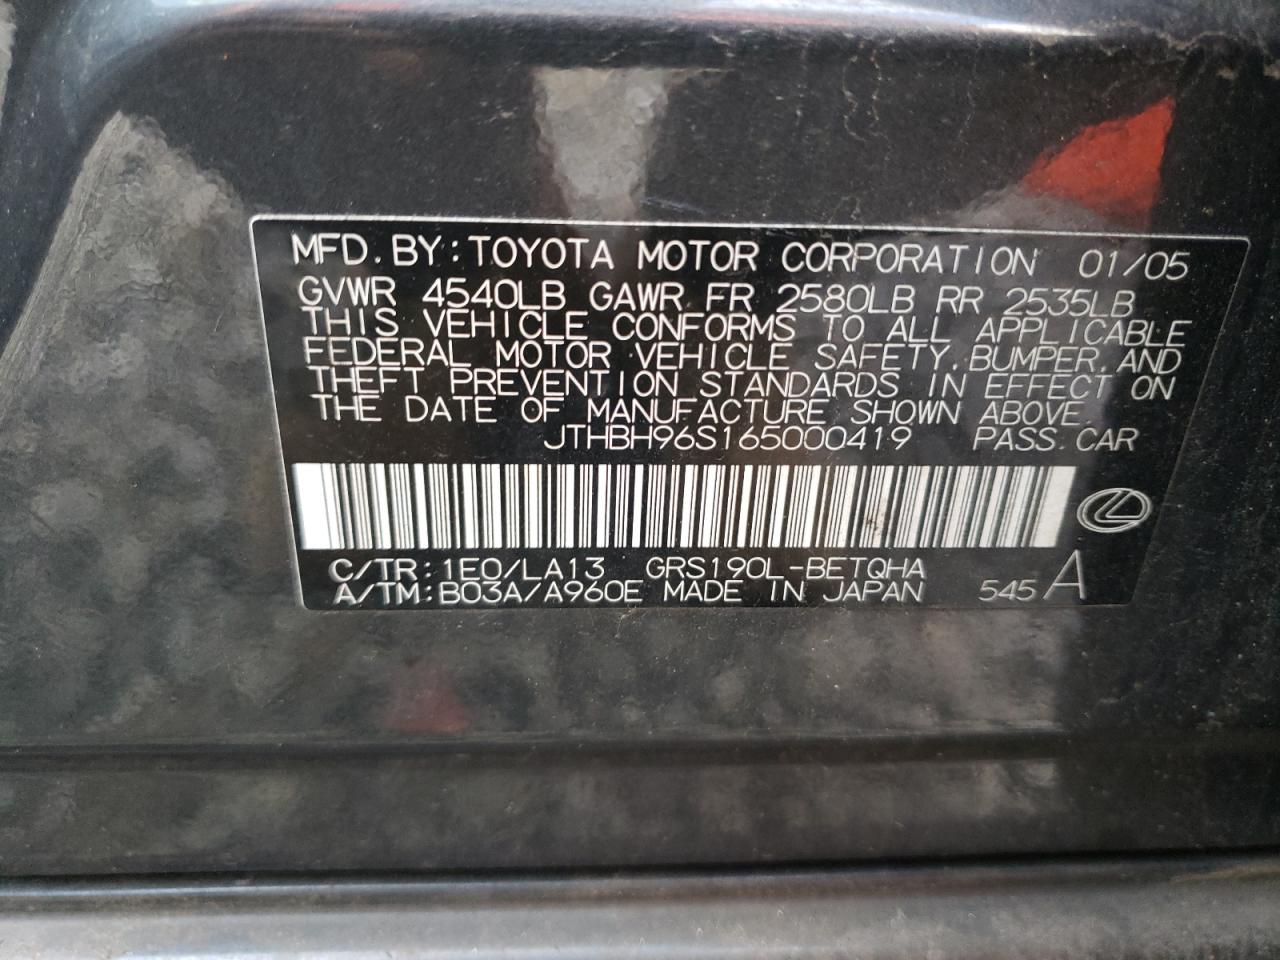 MFD. BY: TOYOTA MOTOR CORPORATION 01/05
GVWR 4540LB GAWR FR 2580LB RR 2535LB
THIS VEHICLE CONFORMS TO ALL APPLICABLE
FEDERAL MOTOR VEHICLE SAFETY, BUMPER, AND
THEFT PREVENTION STANDARDS IN EFFECT ON
THE DATE OF MANUFACTURE SHOWN ABOVE.
JTHBH96S165000419 PASS. CAR
C/TR: 1E0/LA13 GRS190L-BETQHA
A/TM: B03A/A960E MADE IN JAPAN 545 A